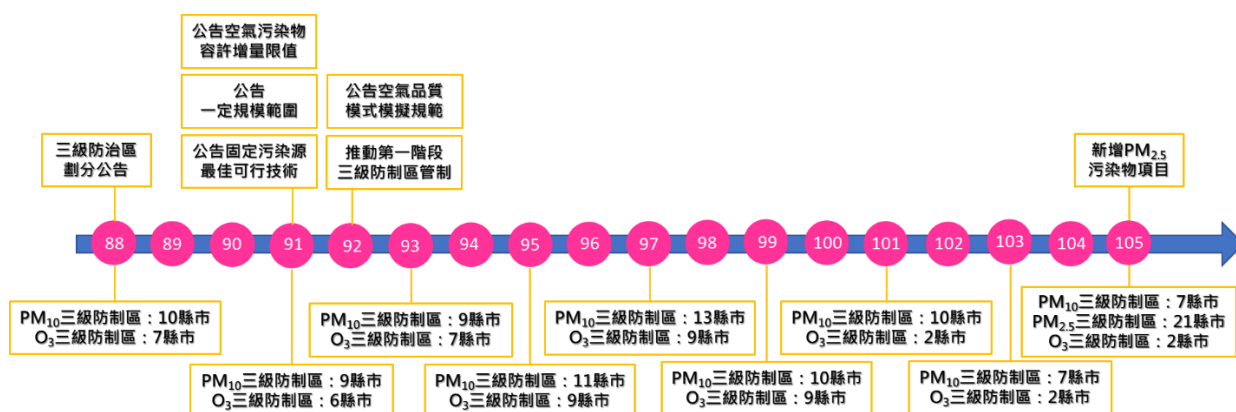 公告空氣污染物
容許增量限值
公告
一定規模範圍
公告空氣品質
模式模擬規範
三級防治區
劃分公告
公告固定污染源
最佳可行技術
推動第一階段
三級防制區管制
新增PM2.5
污染物項目
88 89 90 91 92 93 94 95 96 97 98 99 100 101 102 103 104 105
PM10三級防制區：10縣市
O3三級防制區：7縣市
PM10三級防制區：9縣市
O3三級防制區：6縣市
PM10三級防制區：9縣市
O3三級防制區：7縣市
PM10三級防制區：11縣市
O3三級防制區：9縣市
PM10三級防制區：13縣市
O3三級防制區：9縣市
PM10三級防制區：10縣市
O3三級防制區：9縣市
PM10三級防制區：10縣市
O3三級防制區：2縣市
PM10三級防制區：7縣市
O3三級防制區：2縣市
PM10三級防制區：7縣市
PM2.5三級防制區：21縣市
O3三級防制區：2縣市